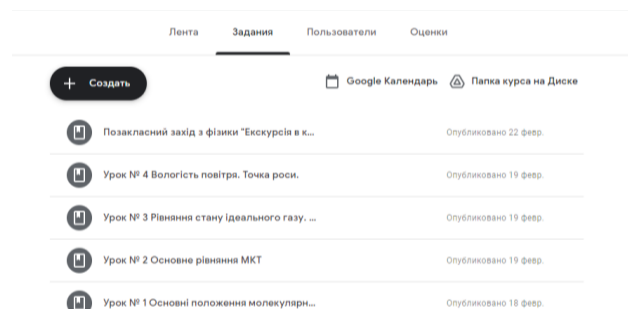 Лента Задания Пользователи Оценки
Создать Google Календарь Папка курса на Диске
Позакласний захід з фізики "Екскурсія в к... Опубликовано 22 февр.
Урок № 4 Вологість повітря. Точка роси. Опубликовано 19 февр.
Урок № 3 Рівняння стану ідеального газу. ... Опубликовано 19 февр.
Урок № 2 Основне рівняння МКТ Опубликовано 19 февр.
Урок № 1 Основні положення молекулярн... Опубликовано 18 февр.